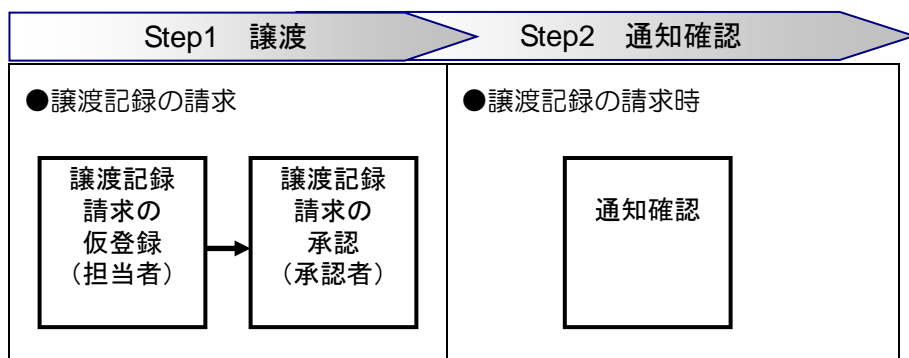 Step1 譲渡
Step2 通知確認
●譲渡記録の請求
●譲渡記録の請求時
譲渡記録
請求の
仮登録
（担当者）
譲渡記録
請求の
承認
（承認者）
通知確認